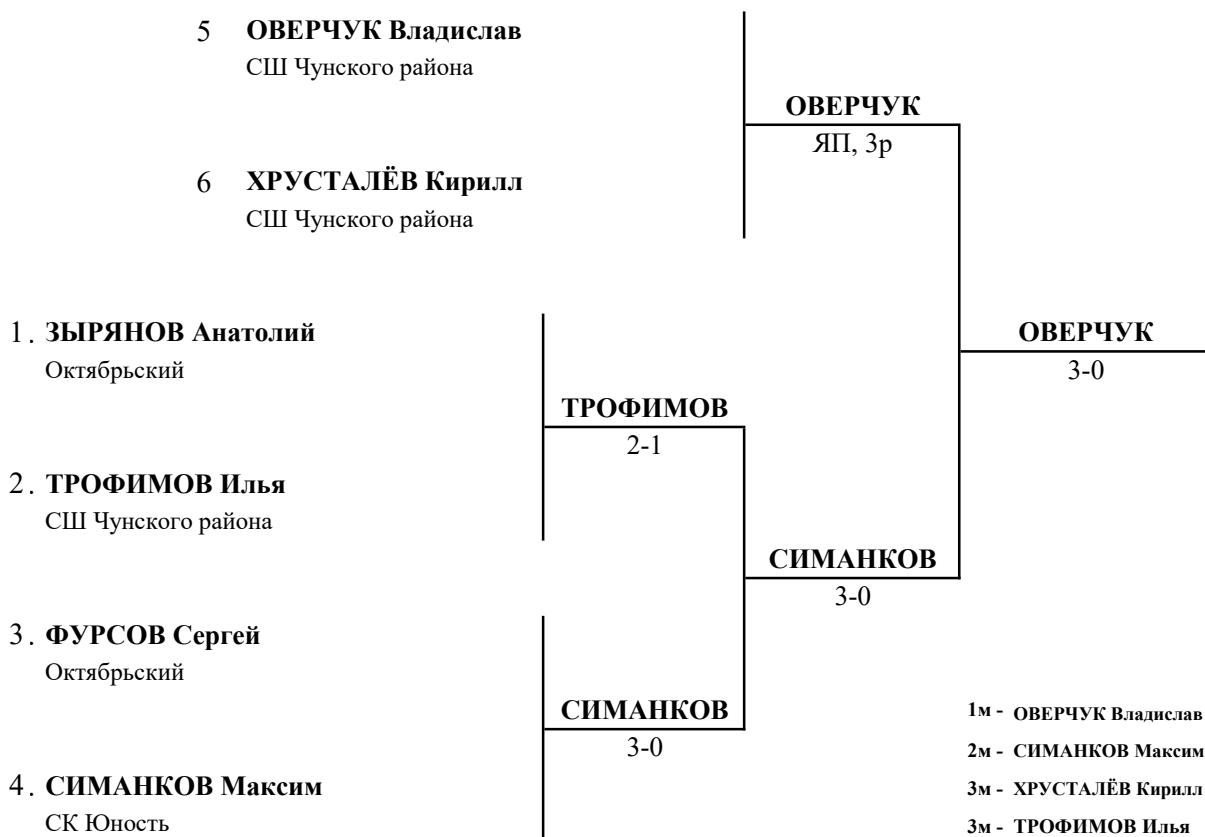 5 ОВЕРЧУК Владислав
СШ Чунского района
ОВЕРЧУК
ЯП, 3р
6 ХРУСТАЛЁВ Кирилл
СШ Чунского района
1. ЗЫРЯНОВ Анатолий
Октябрьский
ОВЕРЧУК
3-0
ТРОФИМОВ
2-1
2. ТРОФИМОВ Илья
СШ Чунского района
СИМАНКОВ
3-0
3. ФУРСОВ Сергей
Октябрьский
СИМАНКОВ
3-0
4. СИМАНКОВ Максим
СК Юность
1м - ОВЕРЧУК Владислав
2м - СИМАНКОВ Максим
3м - ХРУСТАЛЁВ Кирилл
3м - ТРОФИМОВ Илья